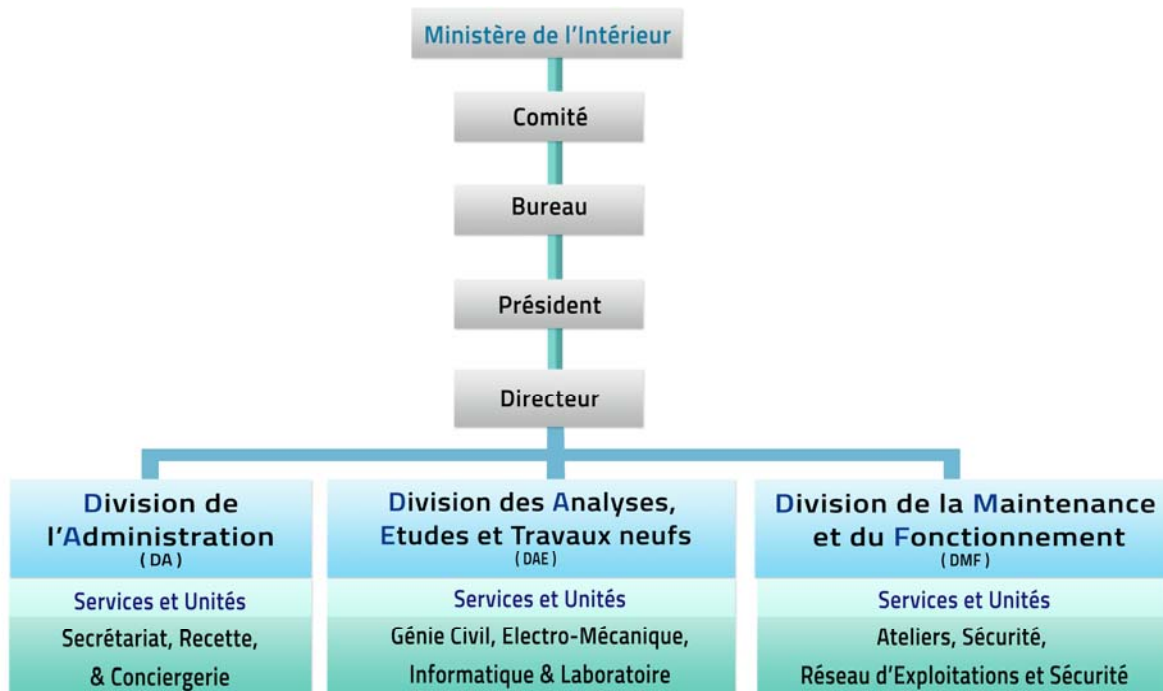 Ministère de l'Intérieur
Comité
Bureau
Président
Directeur
Division de
l'Administration
( DA )
Services et Unités
Secrétariat, Recette,
& Conciergerie
Division des Analyses,
Etudes et Travaux neufs
( DAE )
Services et Unités
Génie Civil, Electro-Mécanique,
Informatique & Laboratoire
Division de la Maintenance
et du Fonctionnement
( DMF )
Services et Unités
Ateliers, Sécurité,
Réseau d'Exploitations et Sécurité